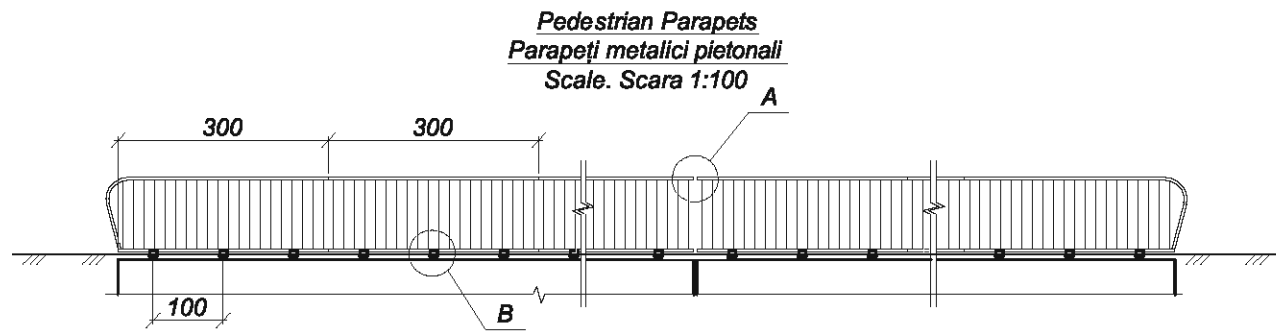 Pedestrian Parapets
Parapeți metalici pietonali
Scale. Scara 1:100
A
300 300
100
B